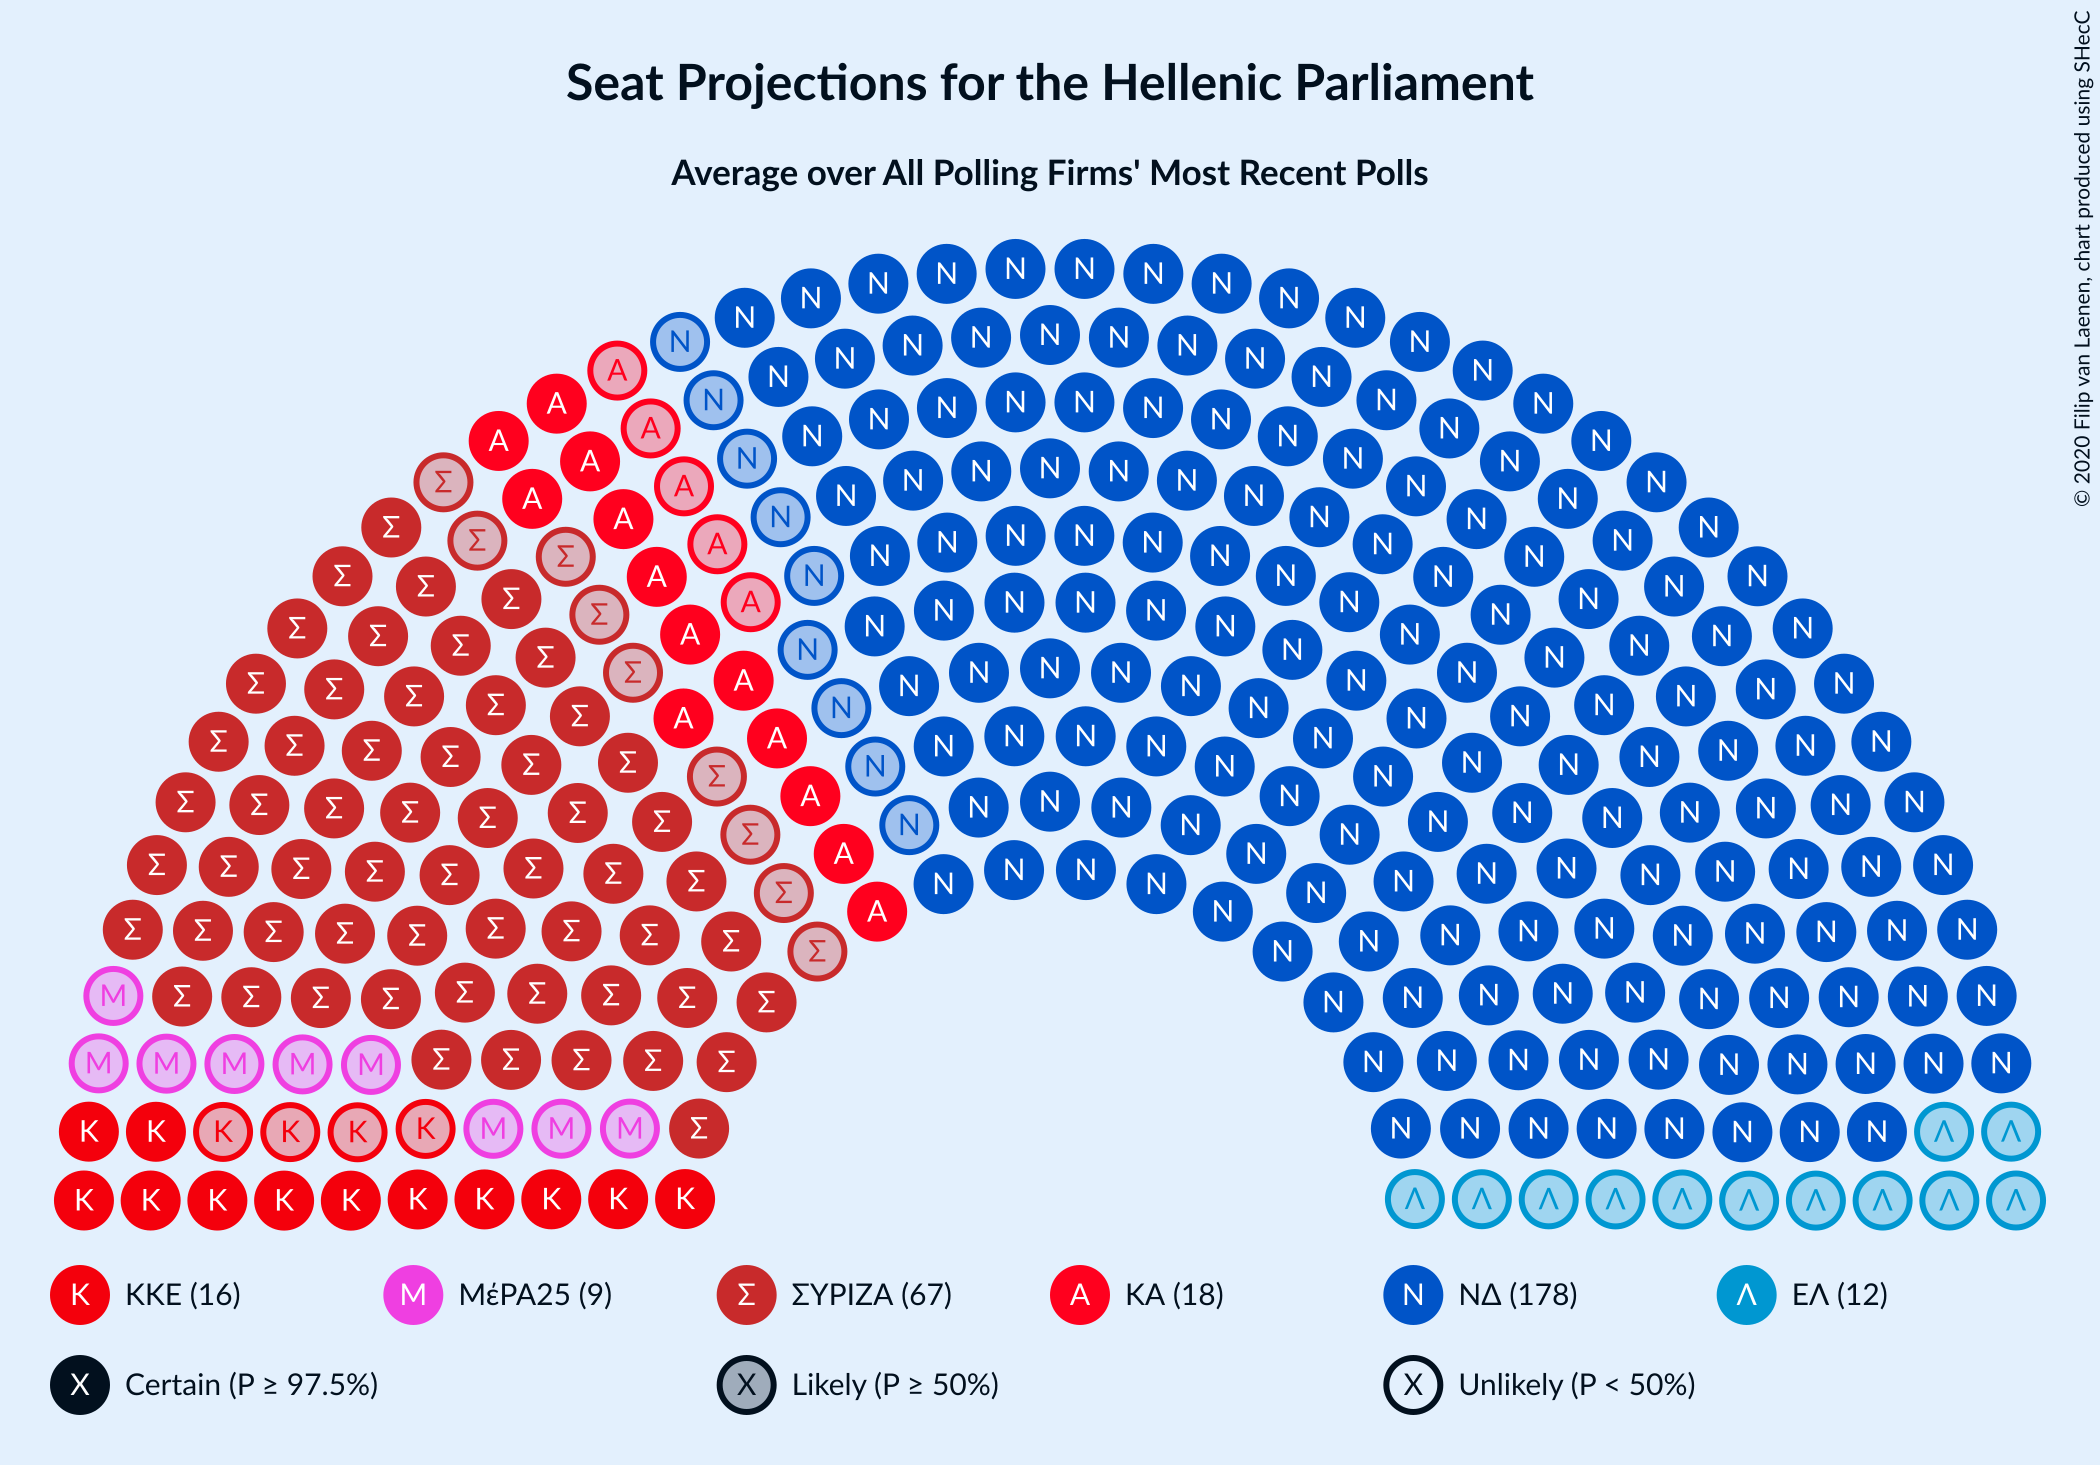 Seat Projections for the Hellenic Parliament
Average over All Polling Firms' Most Recent Polls
© 2020 Filip van Laenen, chart produced using SHecC
K KKE (16) M ΜέΡΑ25 (9) Σ ΣΥΡΙΖΑ (67) A ΚΑ (18) N ΝΔ (178) Λ ΕΛ (12)
X Certain (P ≥ 97.5%) X Likely (P ≥ 50%) X Unlikely (P < 50%)